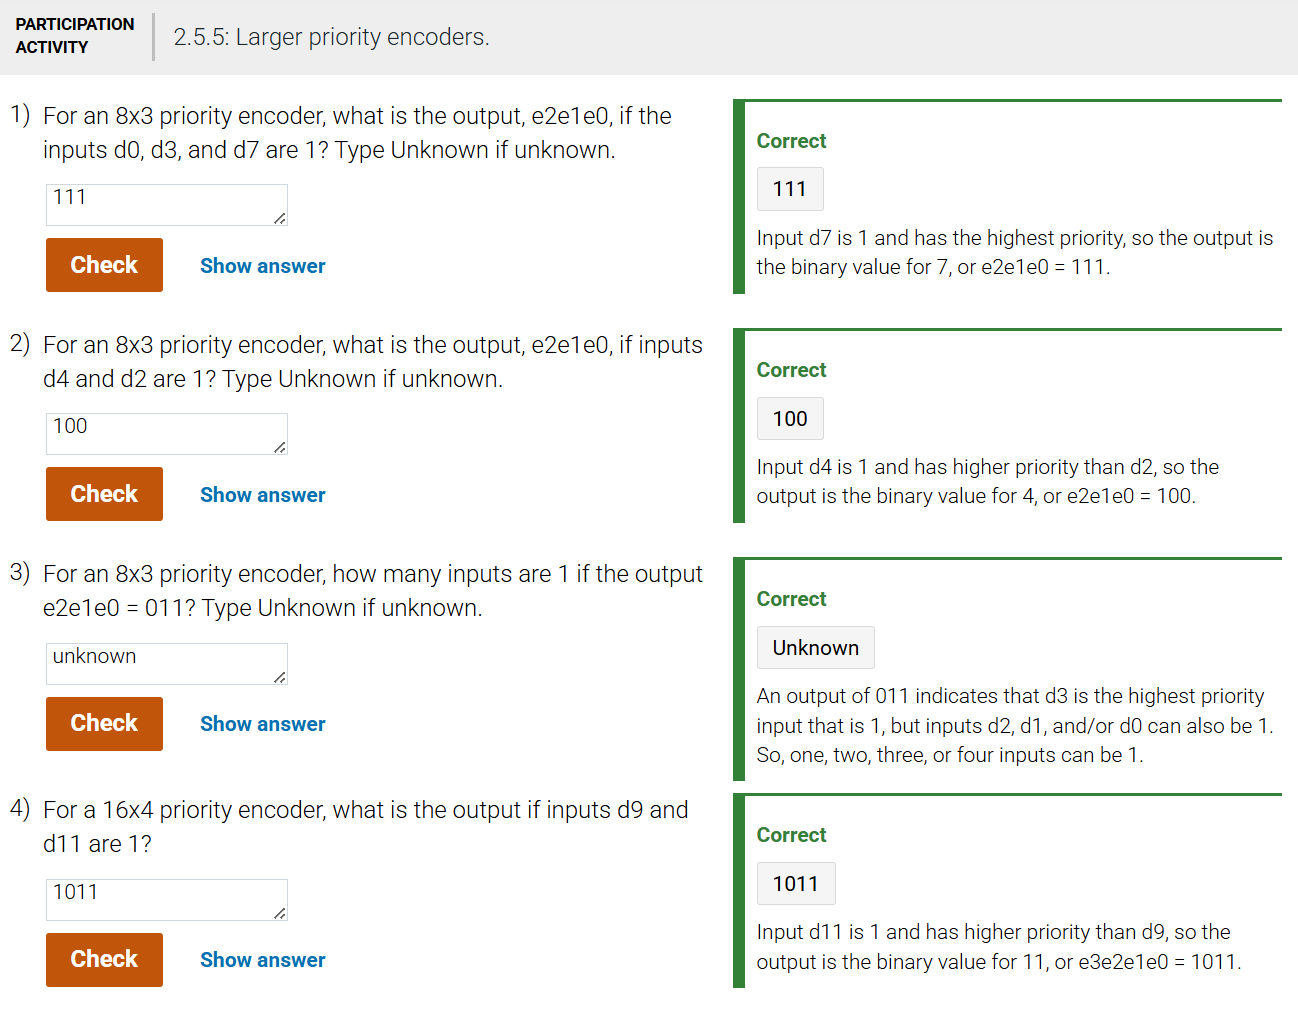 PARTICIPATION
ACTIVITY
2.5.5: Larger priority encoders.
1) For an 8x3 priority encoder, what is the output, e2e1e0, if the
inputs d0, d3, and d7 are 1? Type Unknown if unknown.
111
Check
Show answer
Correct
111
Input d7 is 1 and has the highest priority, so the output is
the binary value for 7, or e2e1e0 = 111.
2) For an 8x3 priority encoder, what is the output, e2e1e0, if inputs
d4 and d2 are 1? Type Unknown if unknown.
100
Check
Show answer
Correct
100
Input d4 is 1 and has higher priority than d2, so the
output is the binary value for 4, or e2e1e0 = 100.
3) For an 8x3 priority encoder, how many inputs are 1 if the output
e2e1e0 = 011? Type Unknown if unknown.
unknown
Check
Show answer
Correct
Unknown
An output of 011 indicates that d3 is the highest priority
input that is 1, but inputs d2, d1, and/or d0 can also be 1.
So, one, two, three, or four inputs can be 1.
4) For a 16x4 priority encoder, what is the output if inputs d9 and
d11 are 1?
1011
Check
Show answer
Correct
1011
Input d11 is 1 and has higher priority than d9, so the
output is the binary value for 11, or e3e2e1e0 = 1011.